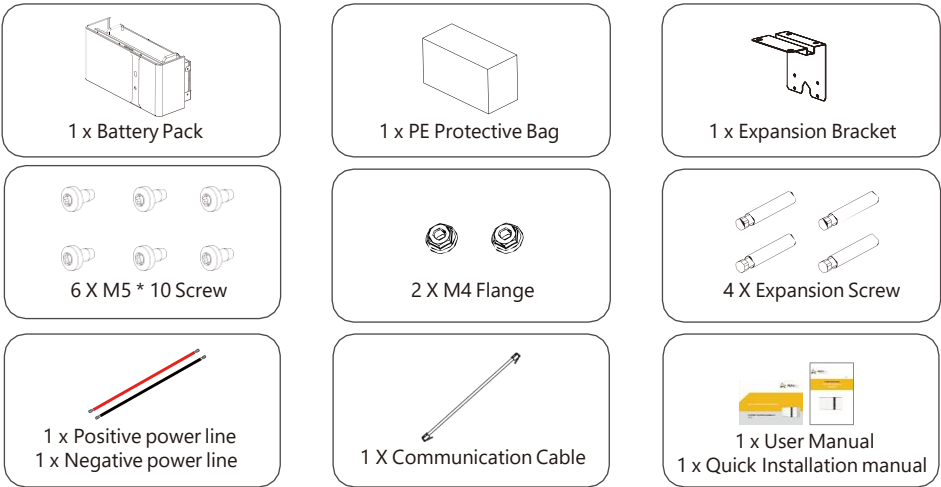 1 x Battery Pack
1 x PE Protective Bag
1 x Expansion Bracket
6 X M5 * 10 Screw
2 X M4 Flange
4 X Expansion Screw
1 x Positive power line
1 x Negative power line
1 X Communication Cable
1 x User Manual
1 x Quick Installation manual